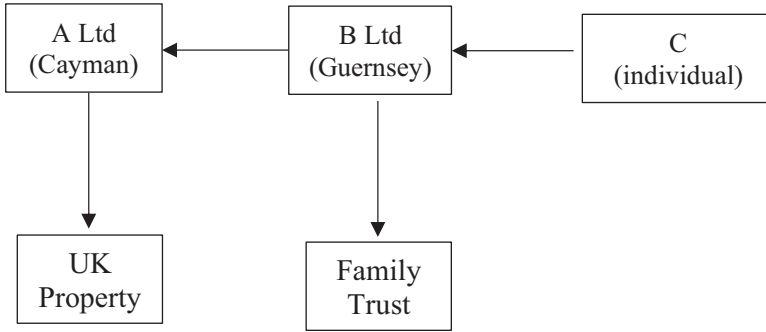 A Ltd
(Cayman)
B Ltd
(Guernsey)
C
(individual)
UK
Property
Family
Trust